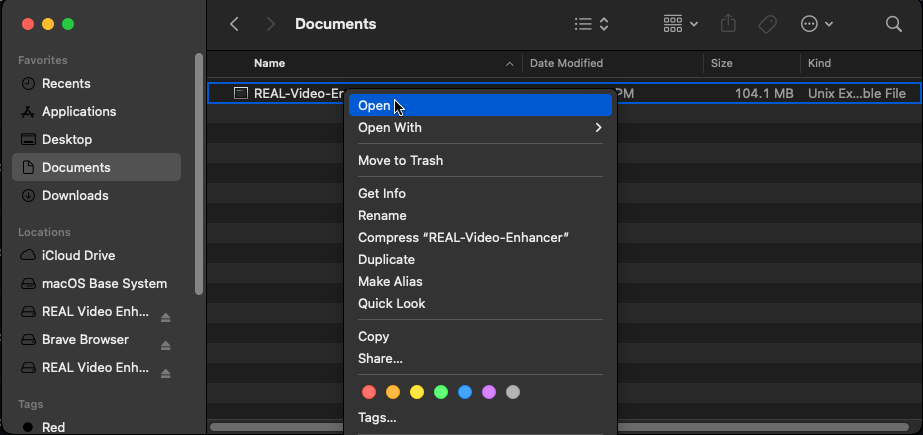 Documents
Favorites
Recents
Applications
Desktop
Documents
Downloads
Locations
iCloud Drive
macOS Base System
REAL Video Enh...
Brave Browser
REAL Video Enh...
Tags
Red
Name Date Modified Size Kind
REAL-Video-Er PM 104.1 MB Unix Ex...ble File
Open
Open With
Move to Trash
Get Info
Rename
Compress “REAL-Video-Enhancer”
Duplicate
Make Alias
Quick Look
Copy
Share...
Tags...